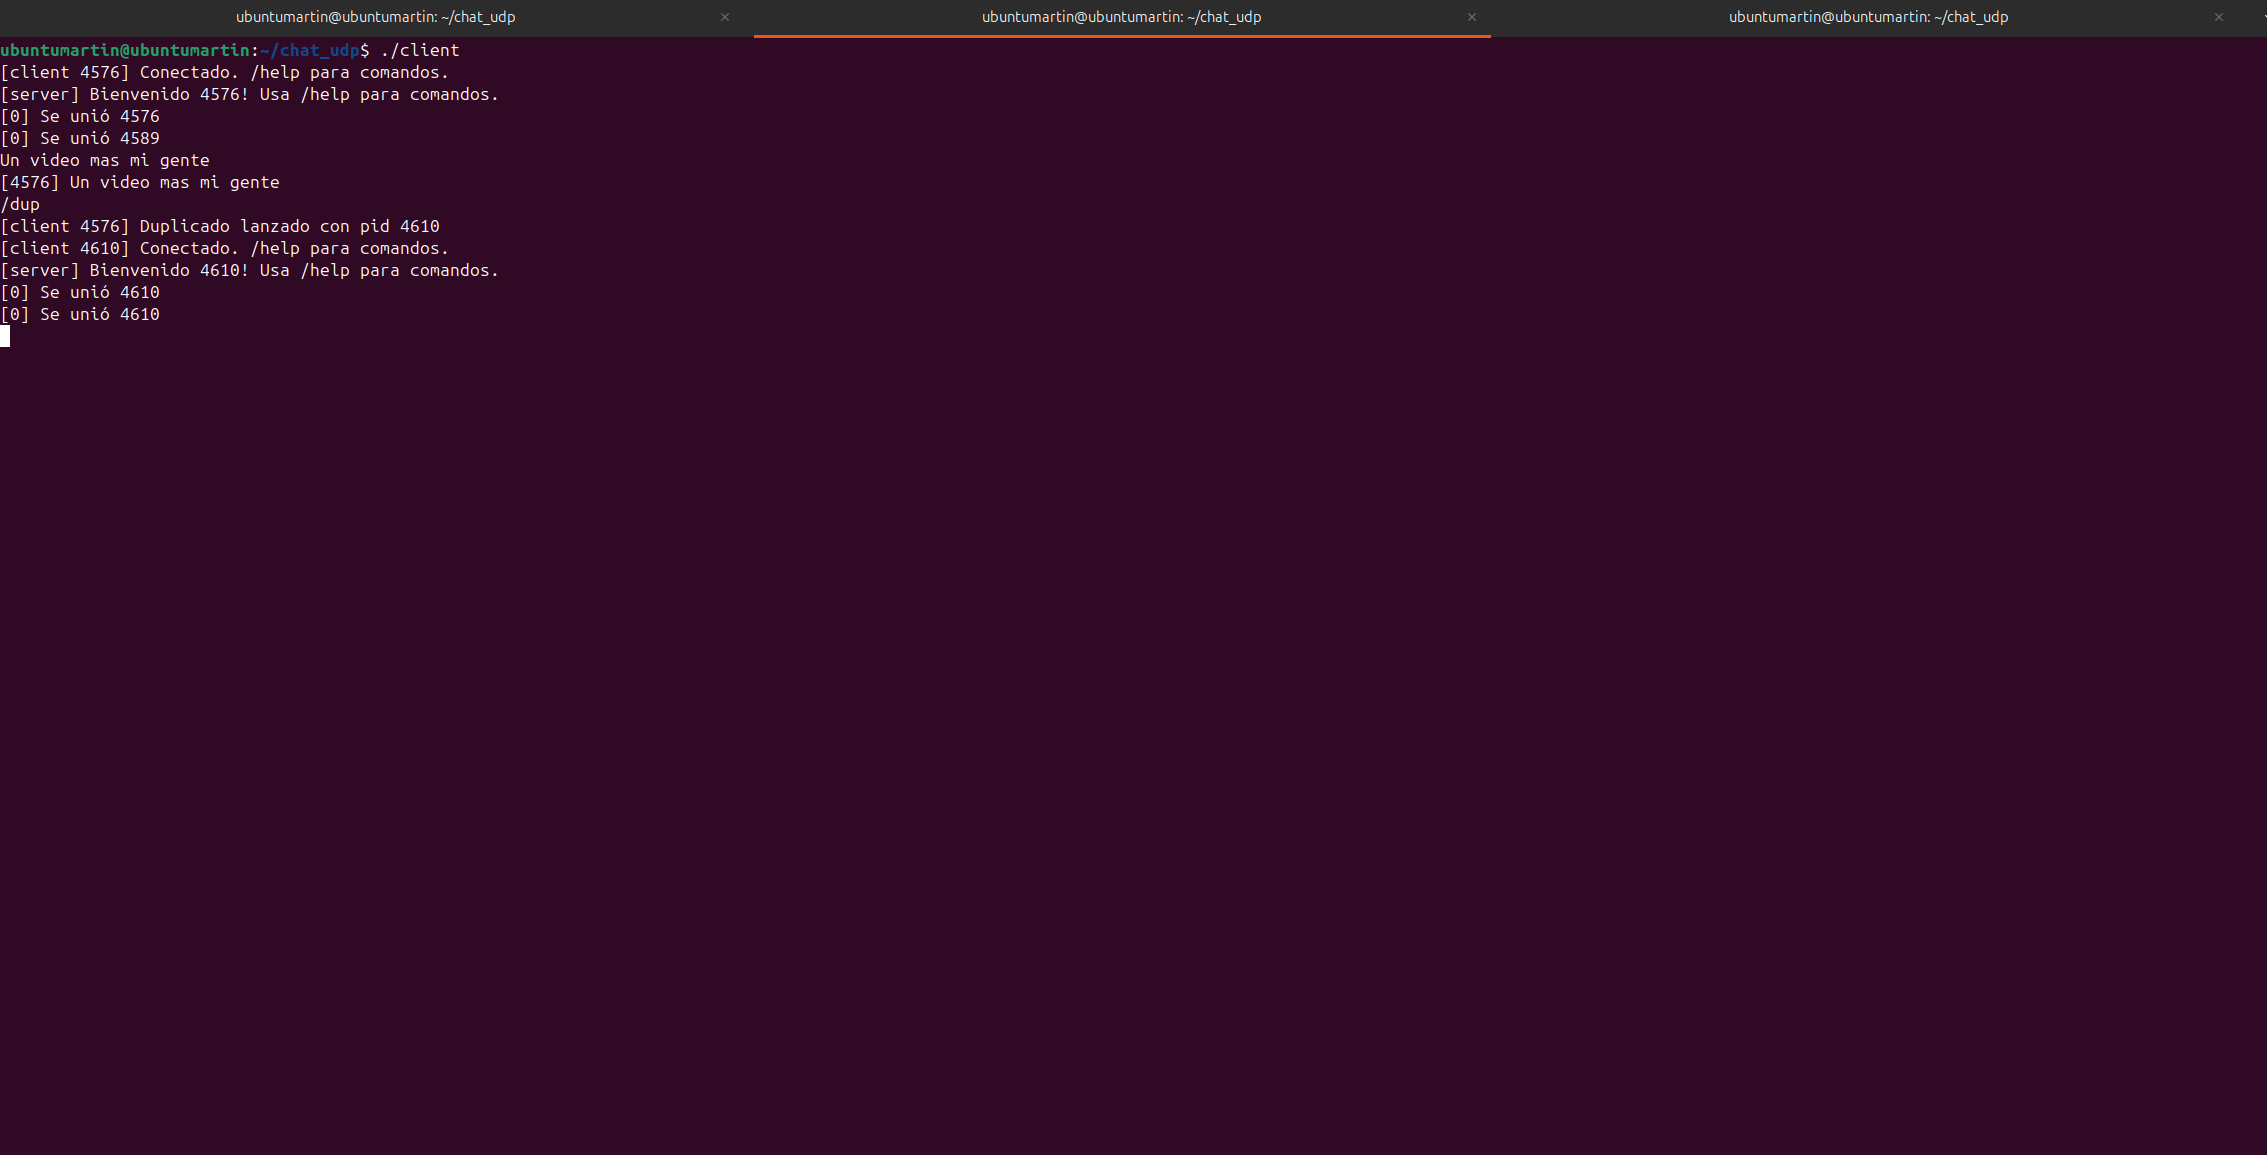 ubuntumartin@ubuntumartin: ~/chat_udp × ubuntumartin@ubuntumartin: ~/chat_udp × ubuntumartin@ubuntumartin: ~/chat_udp ×
ubuntumartin@ubuntumartin:~/chat_udp$ ./client
[client 4576] Conectado. /help para comandos.
[server] Bienvenido 4576! Usa /help para comandos.
[0] Se unió 4576
[0] Se unió 4589
Un video mas mi gente
[4576] Un video mas mi gente
/dup
[client 4576] Duplicado lanzado con pid 4610
[client 4610] Conectado. /help para comandos.
[server] Bienvenido 4610! Usa /help para comandos.
[0] Se unió 4610
[0] Se unió 4610